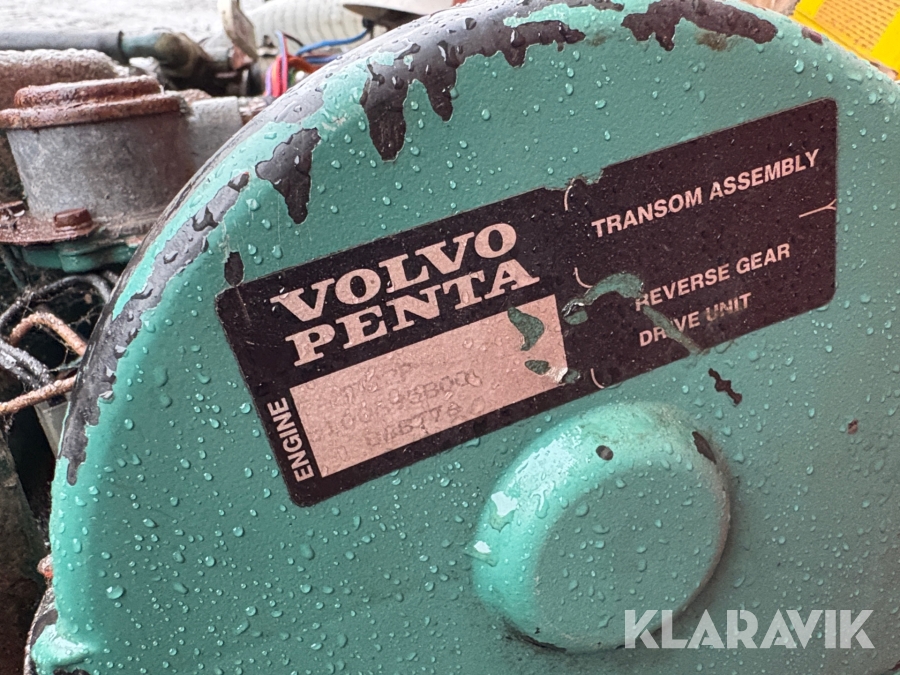 VOLVO
PENTA
ENGINE
TRANSOM ASSEMBLY
REVERSE GEAR
DRIVE UNIT
KLARAVIK